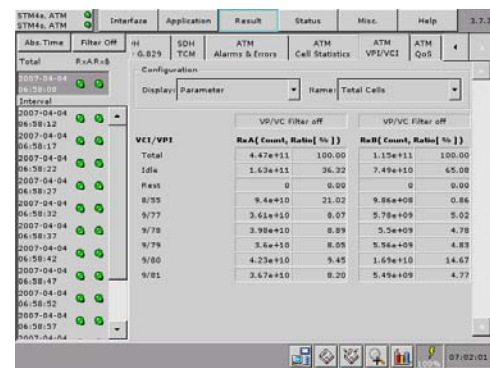 STM4a, ATM
STM4a, ATM
Interface Application Result Status Misc. Help 3.7.3
Abs. Time Filter Off
G.829 SDH TCM ATM Alarms & Errors ATM Cell Statistics ATM VPI/VCI ATM QoS
Total RxA RxB
2007-04-04
06:58:08
Interval
2007-04-04
06:58:12
2007-04-04
06:58:17
2007-04-04
06:58:22
2007-04-04
06:58:27
2007-04-04
06:58:32
2007-04-04
06:58:37
2007-04-04
06:58:42
2007-04-04
06:58:47
2007-04-04
06:58:52
2007-04-04
06:58:57
2007-04-04
Configuration
Display: Parameter Name: Total Cells
VP/VC Filter off VP/VC Filter off
VCI/VPI RxA[ Count, Ratio[ % ]] RxB[ Count, Ratio[ % ]]
Total 4.47e+11 100.00 1.15e+11 100.00
Idle 1.63e+11 36.32 7.49e+10 65.08
Rest 0 0.00 0 0.00
8/55 9.4e+10 21.02 9.86e+08 0.86
9/77 3.61e+10 8.07 5.78e+09 5.02
9/78 3.98e+10 8.89 5.5e+09 4.78
9/79 3.6e+10 8.05 5.56e+09 4.83
9/80 4.23e+10 9.45 1.69e+10 14.67
9/81 3.67e+10 8.20 5.49e+09 4.77
100% 07:02:01